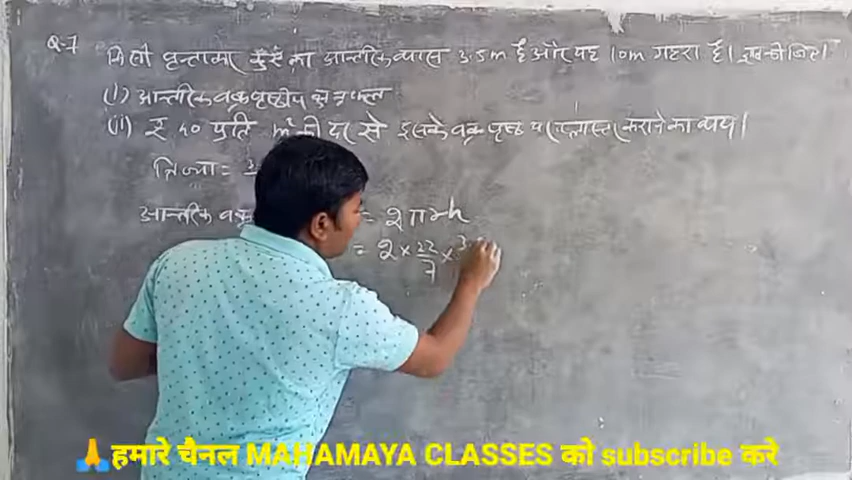 Q-7 किसी वृत्ताकार कुएँ का आन्तरिक व्यास 3.5m है और यह 10m गहरा है।
(i) आन्तरिक वक्र पृष्ठीय क्षेत्रफल
(ii) ₹ 40 प्रति m² की दर से इसके वक्र पृष्ठ पर प्लास्टर कराने का व्यय।
त्रिज्या =
आन्तरिक वक्र = 2πrh
= 2 × 22/7 × 3
🙏हमारे चैनल MAHAMAYA CLASSES को subscribe करे